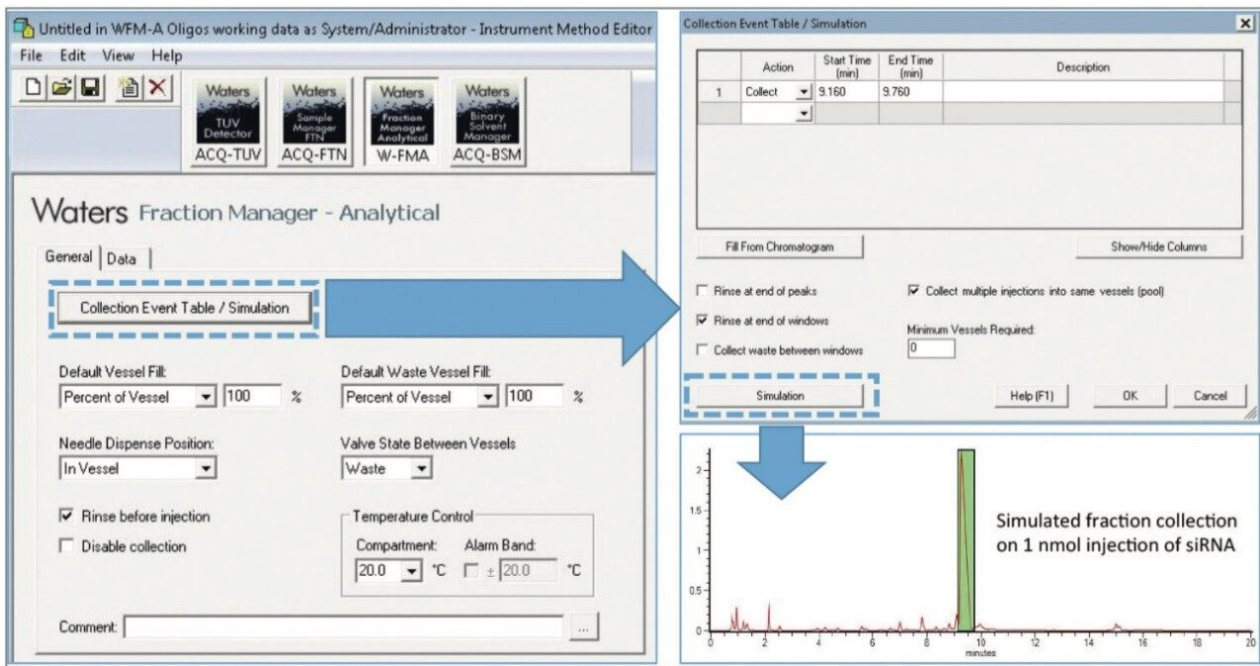 Untitled in WFM-A Oligos working data as System/Administrator - Instrument Method Editor
File Edit View Help
Waters
TUV
Detector
ACQ-TUV
Waters
Sample
Manager
FTN
ACQ-FTN
Waters
Fraction
Manager
Analytical
W-FMA
Waters
Binary
Solvent
Manager
ACQ-BSM
Waters Fraction Manager - Analytical
General Data
Collection Event Table / Simulation
Default Vessel Fill:
Percent of Vessel 100 %
Default Waste Vessel Fill:
Percent of Vessel 100 %
Needle Dispense Position:
In Vessel
Valve State Between Vessels
Waste
Rinse before injection
Disable collection
Temperature Control
Compartment: Alarm Band:
20.0 °C ± 20.0 °C
Comment: ...
Collection Event Table / Simulation
Action Start Time (min) End Time (min) Description
1 Collect 9.160 9.760
Fill From Chromatogram Show/Hide Columns
Rinse at end of peaks
Collect multiple injections into same vessels (pool)
Rinse at end of windows
Minimum Vessels Required:
0
Collect waste between windows
Simulation Help (F1) OK Cancel
2
1.5
1
0.5
0
Simulated fraction collection
on 1 nmol injection of siRNA
0 2 4 6 8 10 12 14 16 18 20
minutes